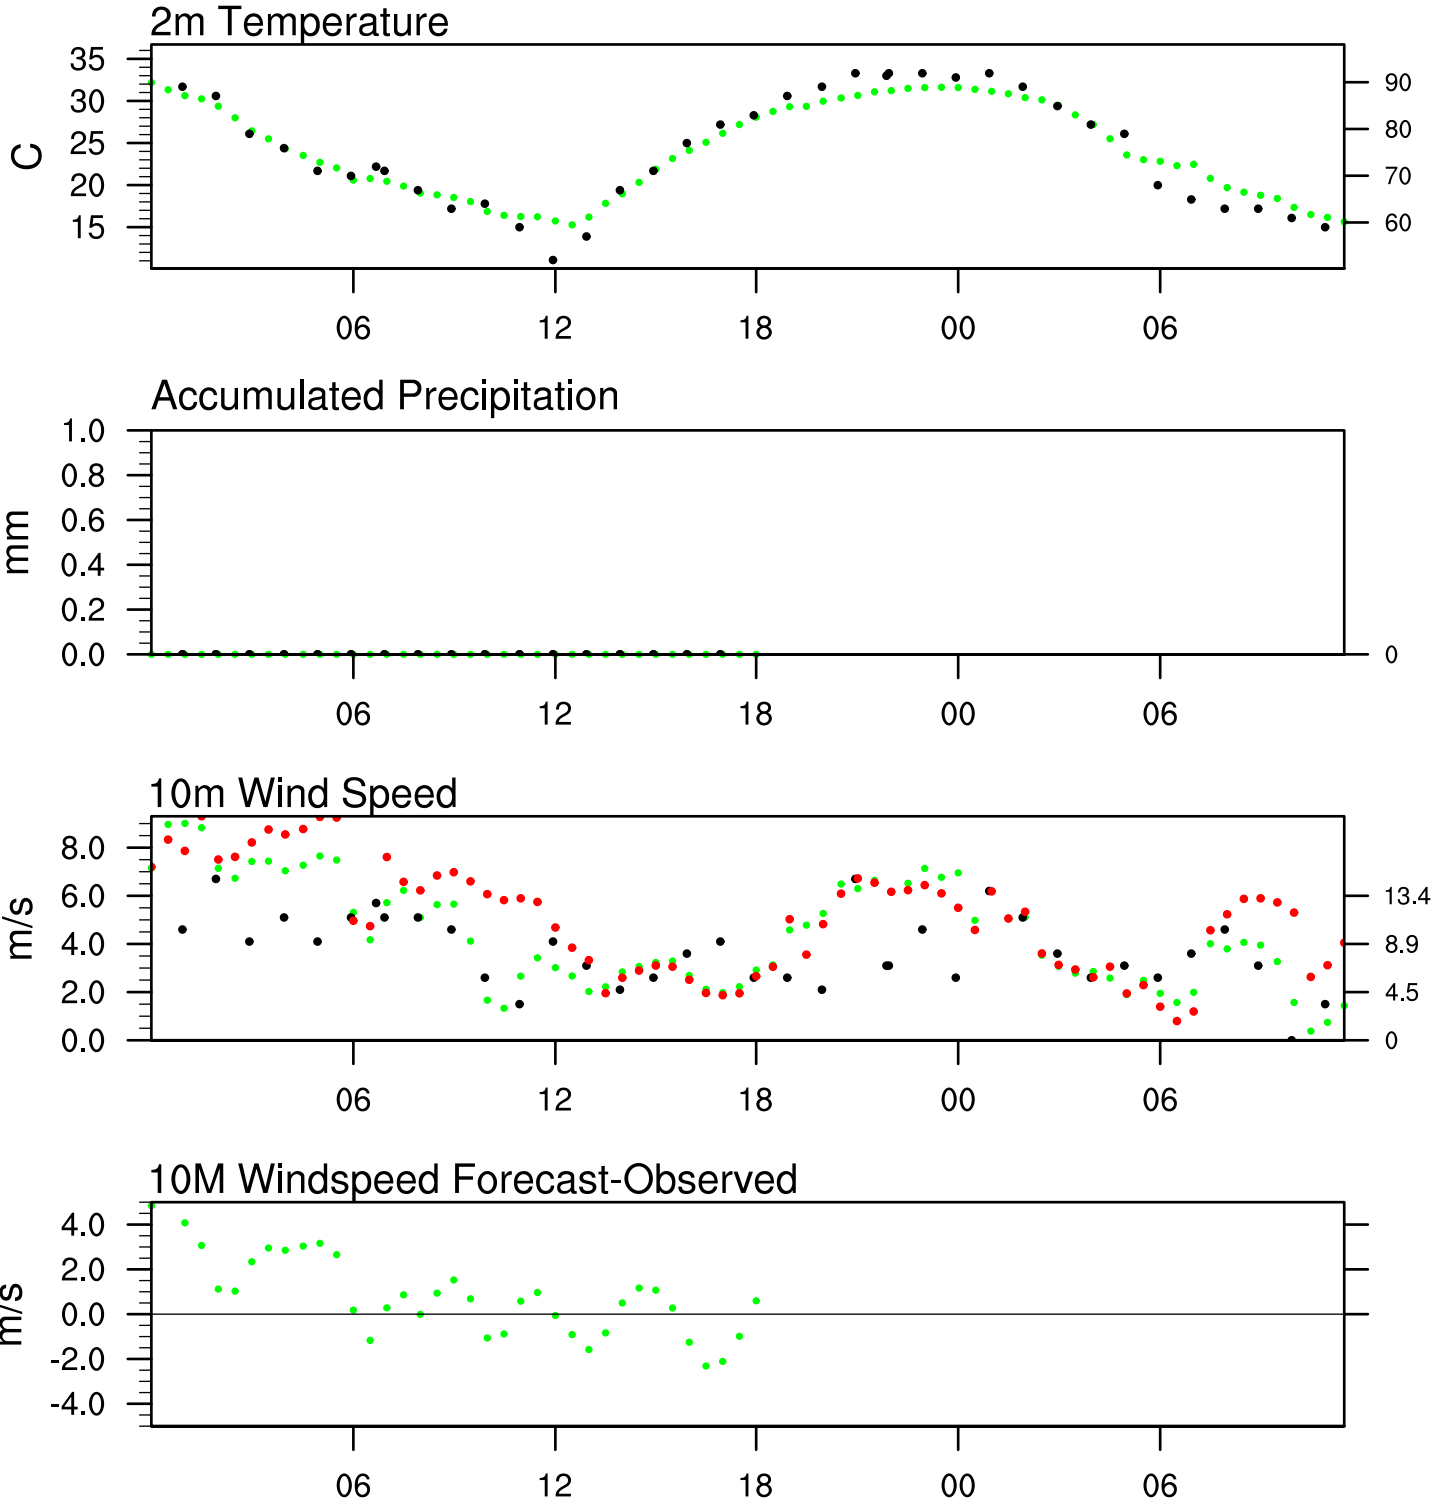 2m Temperature
35
30
25
20
15
C
90
80
70
60
06 12 18 00 06
Accumulated Precipitation
1.0
0.8
0.6
0.4
0.2
0.0
mm
0
06 12 18 00 06
10m Wind Speed
8.0
6.0
4.0
2.0
0.0
m/s
13.4
8.9
4.5
0
06 12 18 00 06
10M Windspeed Forecast-Observed
4.0
2.0
0.0
-2.0
-4.0
m/s
06 12 18 00 06